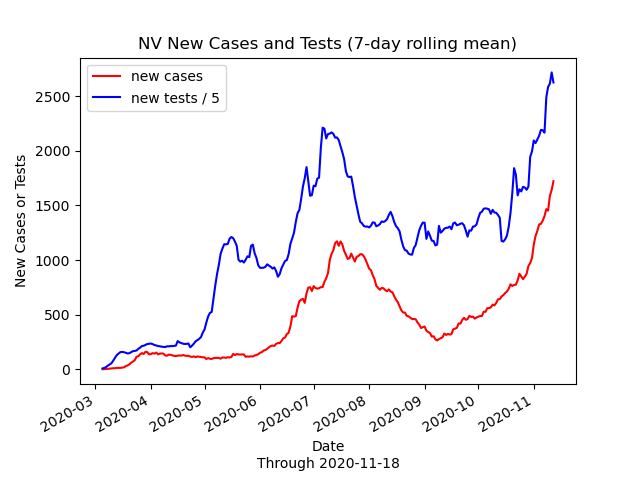 NV New Cases and Tests (7-day rolling mean)
new cases
new tests / 5
New Cases or Tests
2500
2000
1500
1000
500
0
2020-03
2020-04
2020-05
2020-06
2020-07
2020-08
2020-09
2020-10
2020-11
Date
Through 2020-11-18